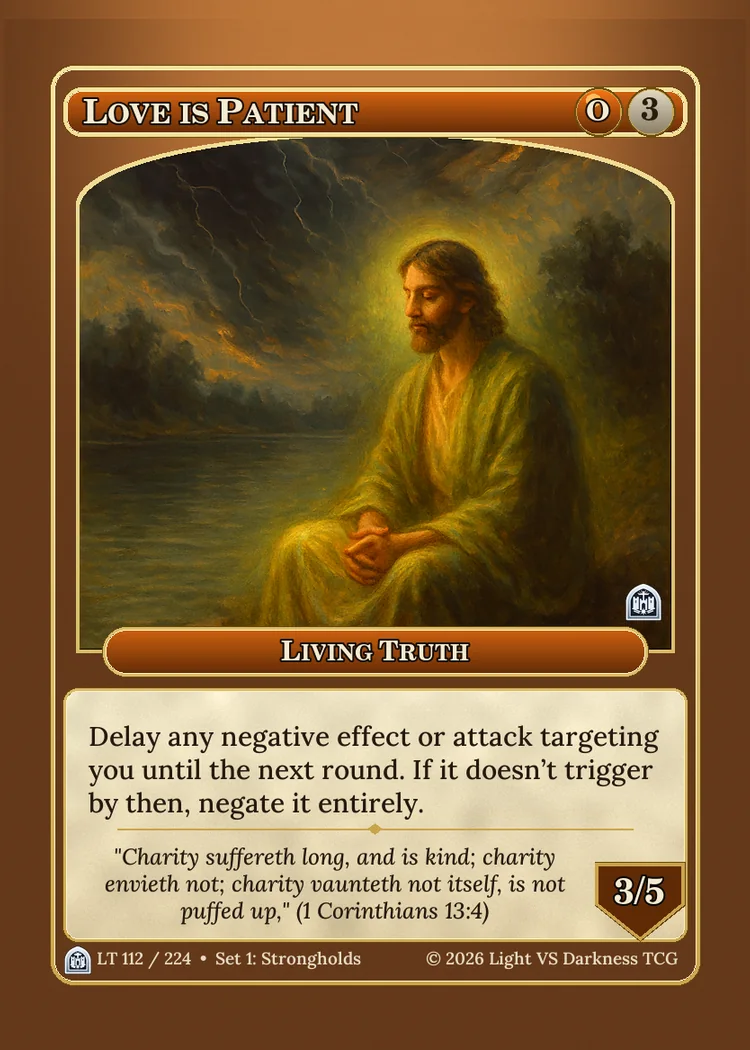 Love is Patient O 3
Living Truth
Delay any negative effect or attack targeting
you until the next round. If it doesn’t trigger
by then, negate it entirely.
"Charity suffereth long, and is kind; charity
envieth not; charity vaunteth not itself, is not
puffed up," (1 Corinthians 13:4)
3/5
LT 112 / 224 • Set 1: Strongholds © 2026 Light VS Darkness TCG